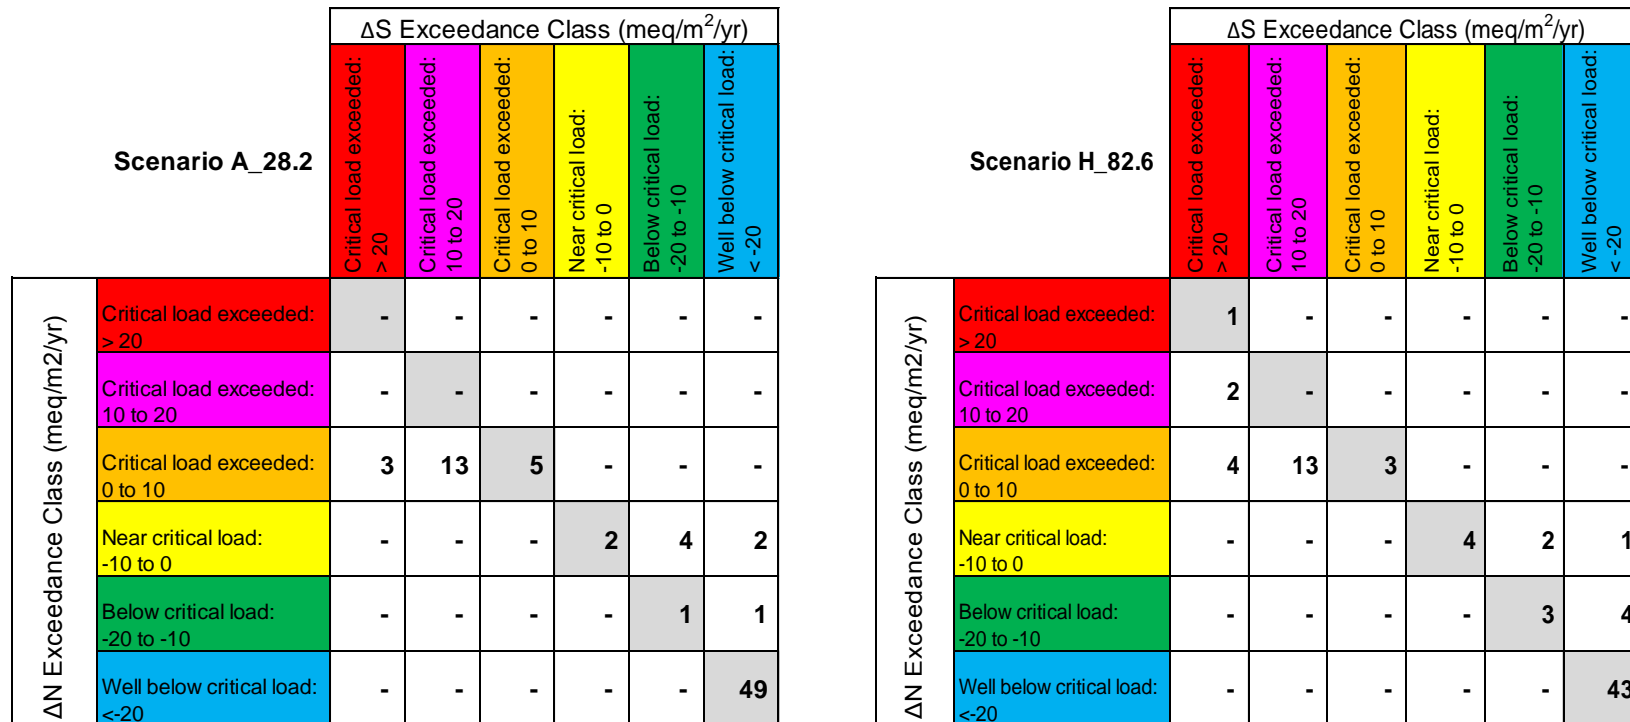 ΔS Exceedance Class (meq/m²/yr)
Scenario A_28.2
Critical load exceeded:
> 20
Critical load exceeded:
10 to 20
Critical load exceeded:
0 to 10
Near critical load:
-10 to 0
Below critical load:
-20 to -10
Well below critical load:
< -20
ΔN Exceedance Class (meq/m2/yr)
Critical load exceeded:
> 20
- - - - - -
Critical load exceeded:
10 to 20
- - - - - -
Critical load exceeded:
0 to 10
3 13 5 - - -
Near critical load:
-10 to 0
- - - 2 4 2
Below critical load:
-20 to -10
- - - - 1 1
Well below critical load:
<-20
- - - - - 49
ΔS Exceedance Class (meq/m²/yr)
Scenario H_82.6
Critical load exceeded:
> 20
Critical load exceeded:
10 to 20
Critical load exceeded:
0 to 10
Near critical load:
-10 to 0
Below critical load:
-20 to -10
Well below critical load:
< -20
ΔN Exceedance Class (meq/m2/yr)
Critical load exceeded:
> 20
1 - - - - -
Critical load exceeded:
10 to 20
2 - - - - -
Critical load exceeded:
0 to 10
4 13 3 - - -
Near critical load:
-10 to 0
- - - 4 2 1
Below critical load:
-20 to -10
- - - - 3 4
Well below critical load:
<-20
- - - - - 43